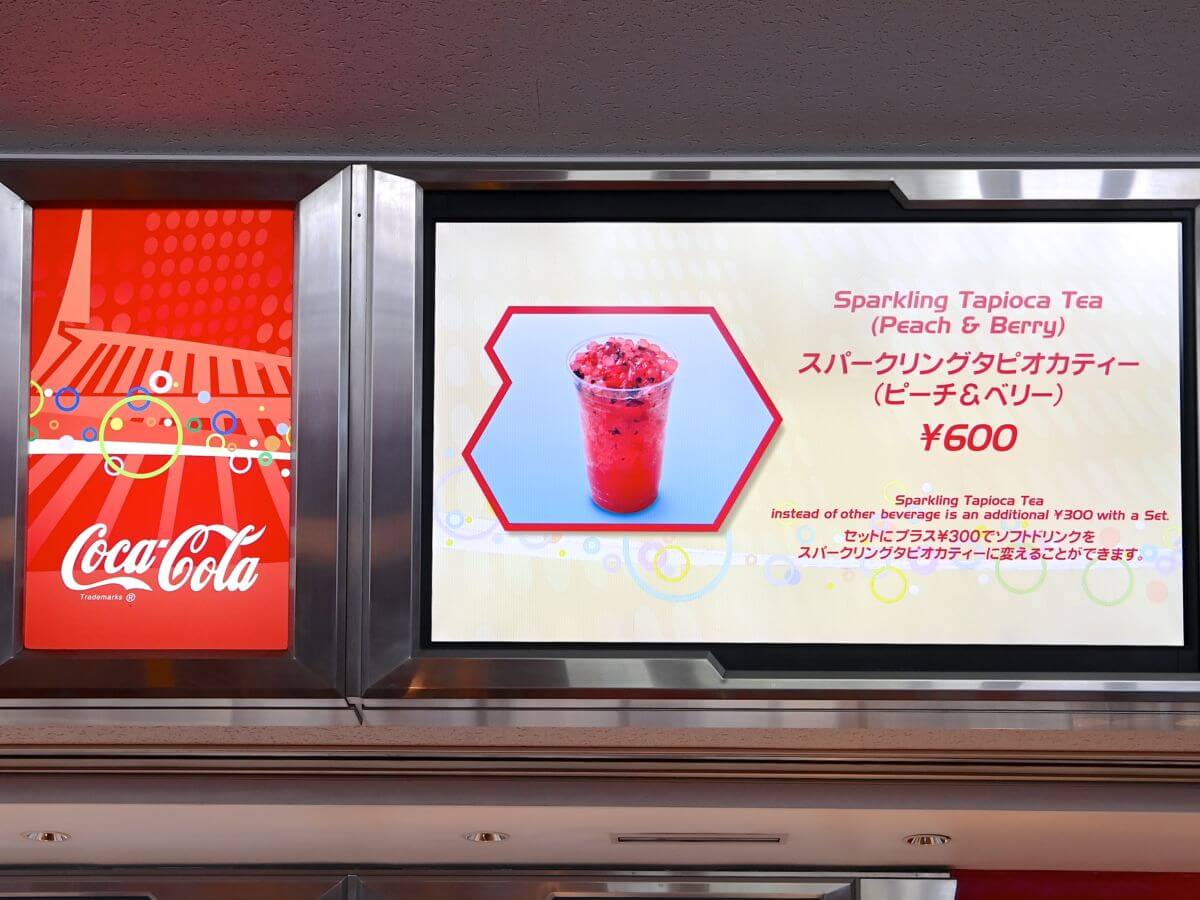 Coca-Cola
Trademarks ®
Sparkling Tapioca Tea
(Peach & Berry)
スパークリングタピオカティー
（ピーチ&ベリー）
¥600
Sparkling Tapioca Tea
instead of other beverage is an additional ¥300 with a Set.
セットにプラス¥300でソフトドリンクを
スパークリングタピオカティーに変えることができます。